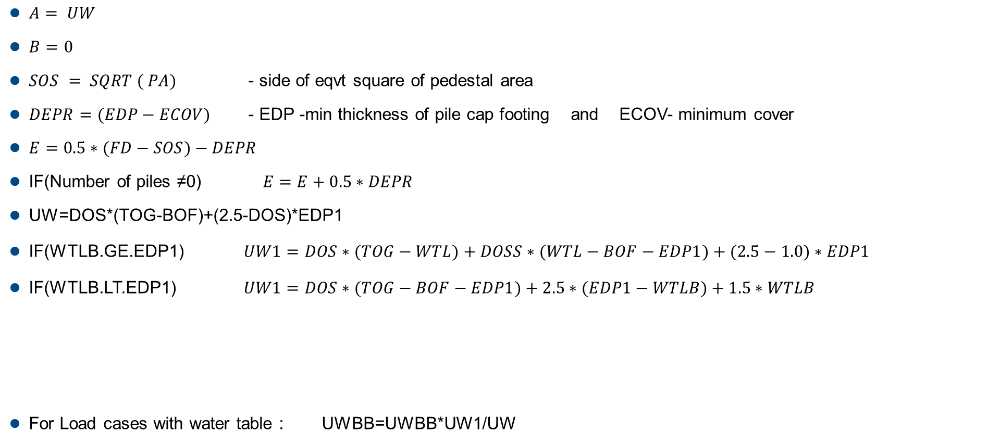 • A = UW
• B = 0
• SOS = SQRT ( PA) - side of eqvt square of pedestal area
• DEPR = (EDP − ECOV) - EDP -min thickness of pile cap footing and ECOV- minimum cover
• E = 0.5 ∗ (FD − SOS) − DEPR
• IF(Number of piles ≠0) E = E + 0.5 ∗ DEPR
• UW=DOS*(TOG-BOF)+(2.5-DOS)*EDP1
• IF(WTLB.GE.EDP1) UW1 = DOS ∗ (TOG − WTL) + DOSS ∗ (WTL − BOF − EDP1) + (2.5 − 1.0) ∗ EDP1
• IF(WTLB.LT.EDP1) UW1 = DOS ∗ (TOG − BOF − EDP1) + 2.5 ∗ (EDP1 − WTLB) + 1.5 ∗ WTLB
• For Load cases with water table : UWBB=UWBB*UW1/UW